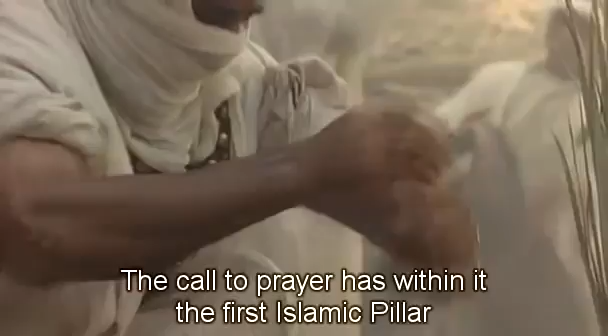 The call to prayer has within it
the first Islamic Pillar